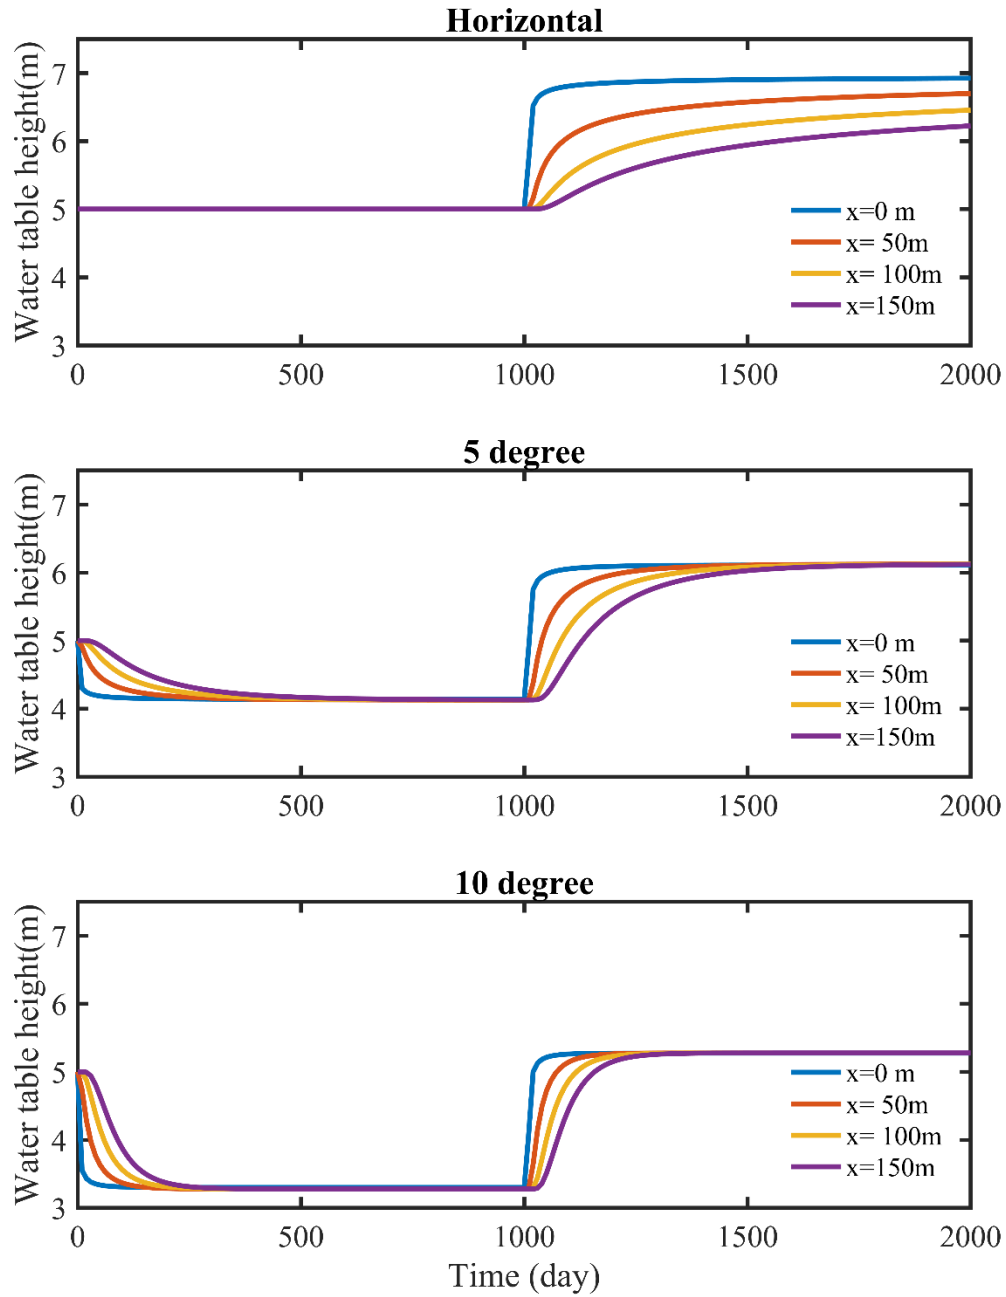 Horizontal
Water table height(m)
7
6
5
4
3
x=0 m
x= 50m
x= 100m
x=150m
0 500 1000 1500 2000
5 degree
Water table height(m)
7
6
5
4
3
x=0 m
x= 50m
x= 100m
x=150m
0 500 1000 1500 2000
10 degree
Water table height(m)
7
6
5
4
3
x=0 m
x= 50m
x= 100m
x=150m
0 500 1000 1500 2000
Time (day)